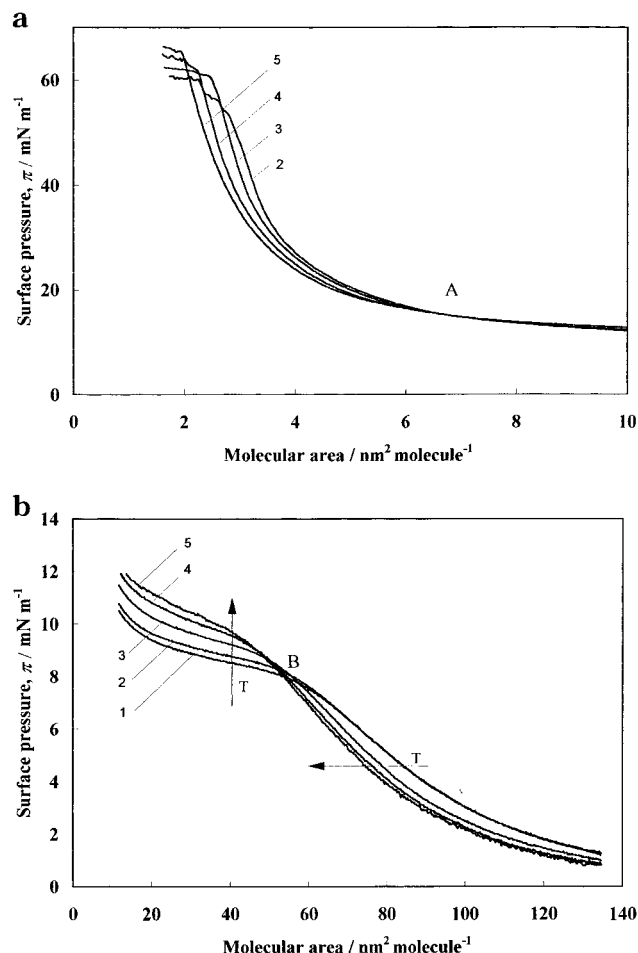 a
60
40
20
0
Surface pressure, π / mN m⁻¹
5
4
3
2
A
0 2 4 6 8 10
Molecular area / nm² molecule⁻¹
b
14
12
10
8
6
4
2
0
Surface pressure, π / mN m⁻¹
5
4
3
2
1
T
B
T
0 20 40 60 80 100 120 140
Molecular area / nm² molecule⁻¹